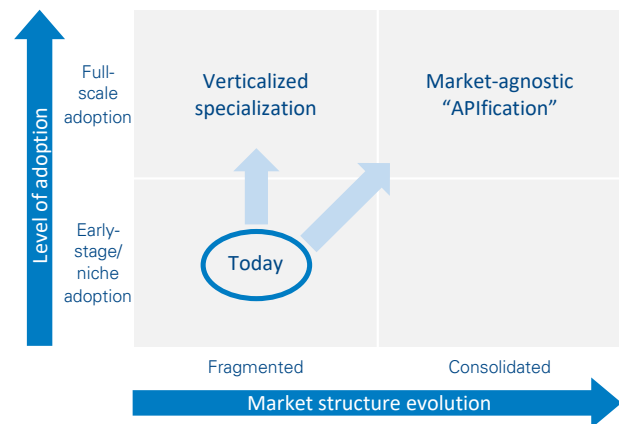 Level of adoption
Full-
scale
adoption
Verticalized
specialization
Market-agnostic
“APIfication”
Early-
stage/
niche
adoption
Today
Fragmented
Consolidated
Market structure evolution